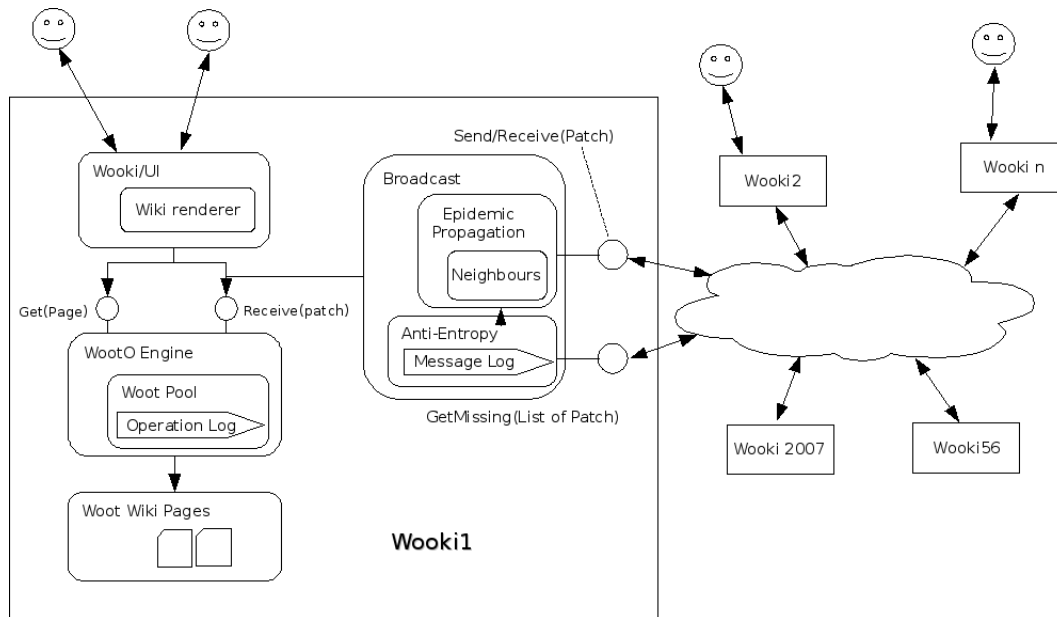 Wooki/UI
Wiki renderer
Get(Page)
Receive(patch)
WootO Engine
Woot Pool
Operation Log
Woot Wiki Pages
Broadcast
Epidemic
Propagation
Neighbours
Anti-Entropy
Message Log
Send/Receive(Patch)
GetMissing(List of Patch)
Wooki1
Wooki2
Wooki n
Wooki 2007
Wooki56